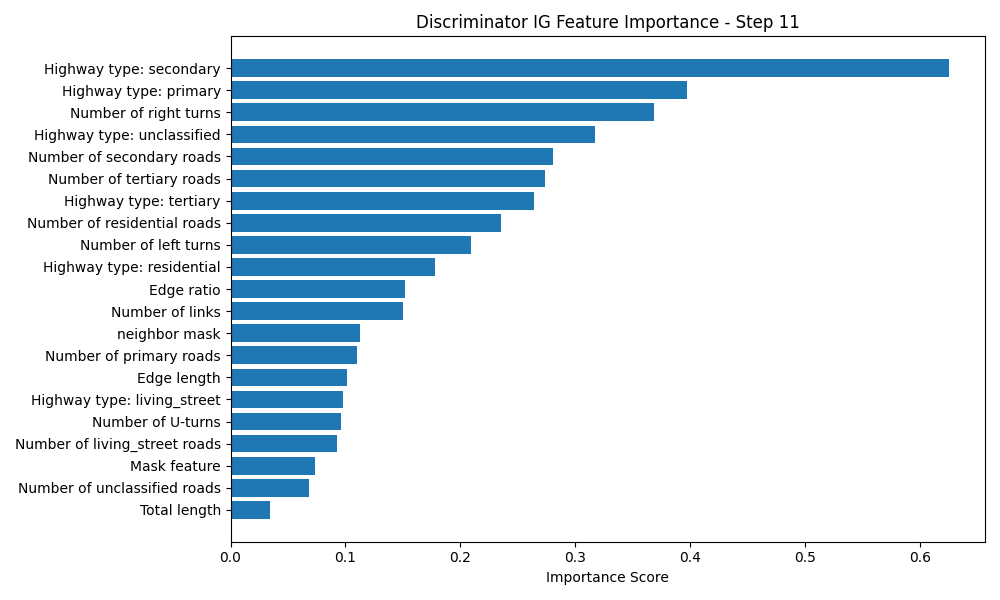 Discriminator IG Feature Importance - Step 11
Highway type: secondary
Highway type: primary
Number of right turns
Highway type: unclassified
Number of secondary roads
Number of tertiary roads
Highway type: tertiary
Number of residential roads
Number of left turns
Highway type: residential
Edge ratio
Number of links
neighbor mask
Number of primary roads
Edge length
Highway type: living_street
Number of U-turns
Number of living_street roads
Mask feature
Number of unclassified roads
Total length
0.0 0.1 0.2 0.3 0.4 0.5 0.6
Importance Score